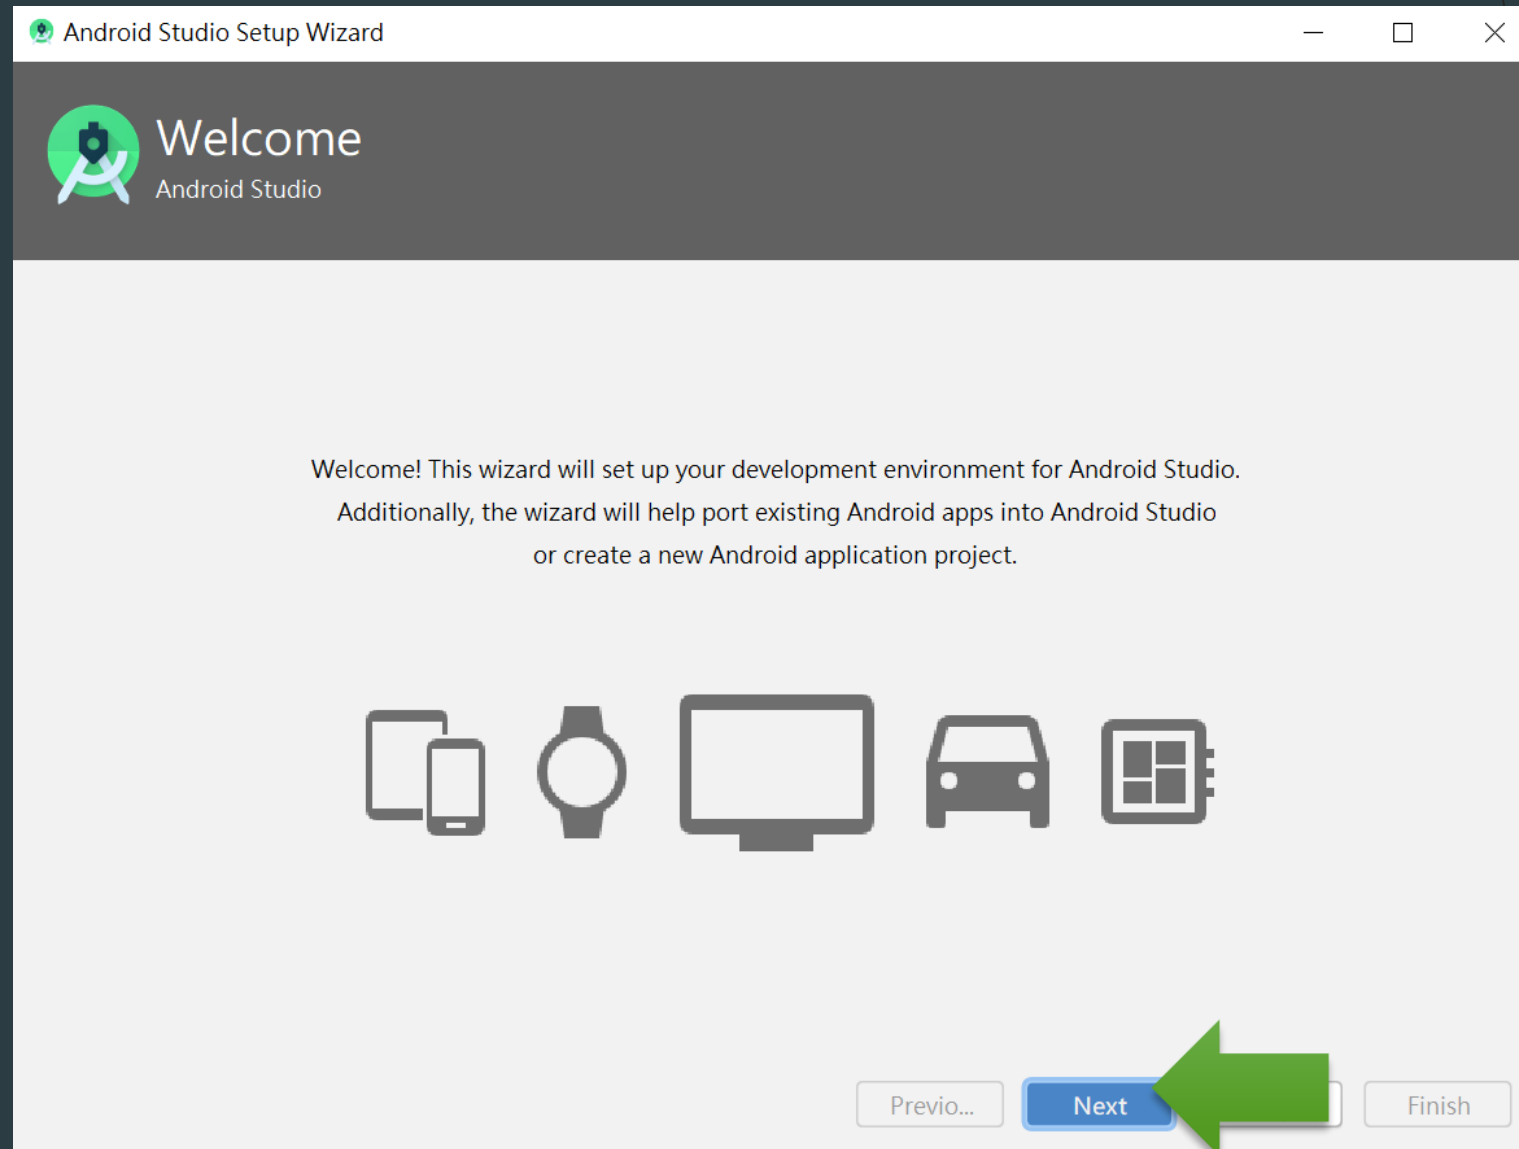 Android Studio Setup Wizard
Welcome
Android Studio
Welcome! This wizard will set up your development environment for Android Studio.
Additionally, the wizard will help port existing Android apps into Android Studio
or create a new Android application project.
Previo...
Next
Finish